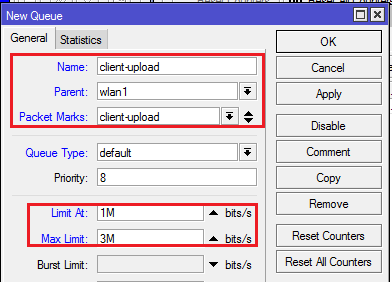 New Queue
General Statistics
OK
Name: client-upload
Cancel
Parent: wlan1
Apply
Packet Marks: client-upload
Disable
Queue Type: default
Comment
Priority: 8
Copy
Remove
Limit At: 1M bits/s
Max Limit: 3M bits/s
Reset Counters
Burst Limit: bits/s
Reset All Counters